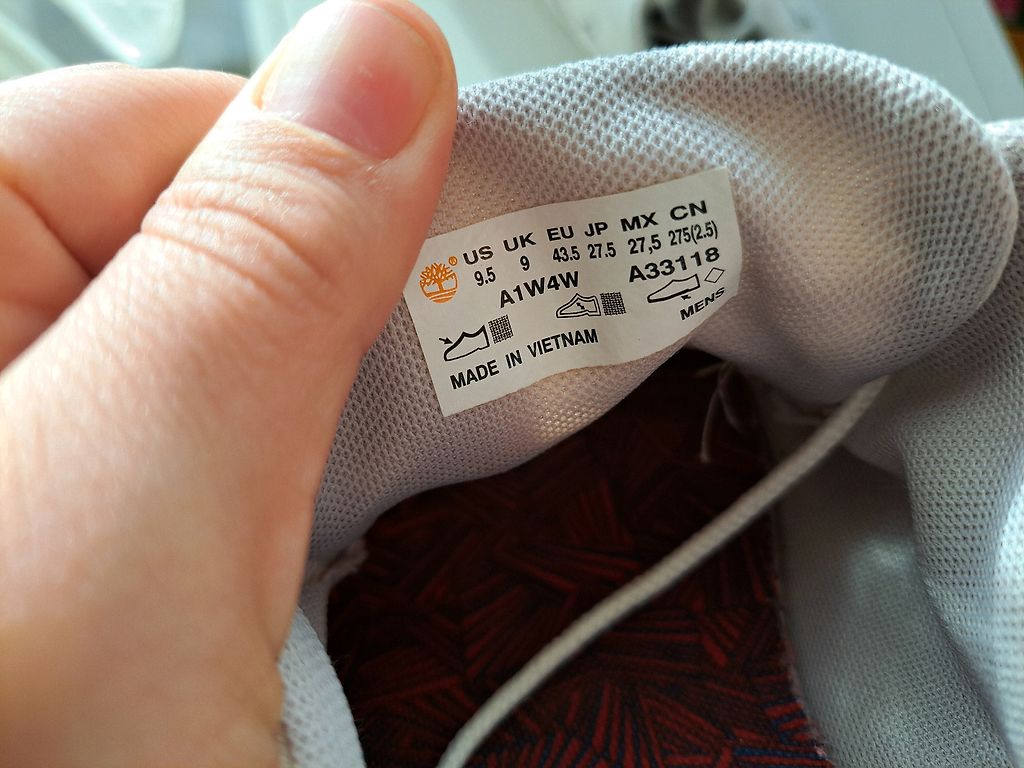 US UK EU JP MX CN
9.5 9 43.5 27.5 27,5 275(2.5)
A1W4W A33118
MENS
MADE IN VIETNAM
®